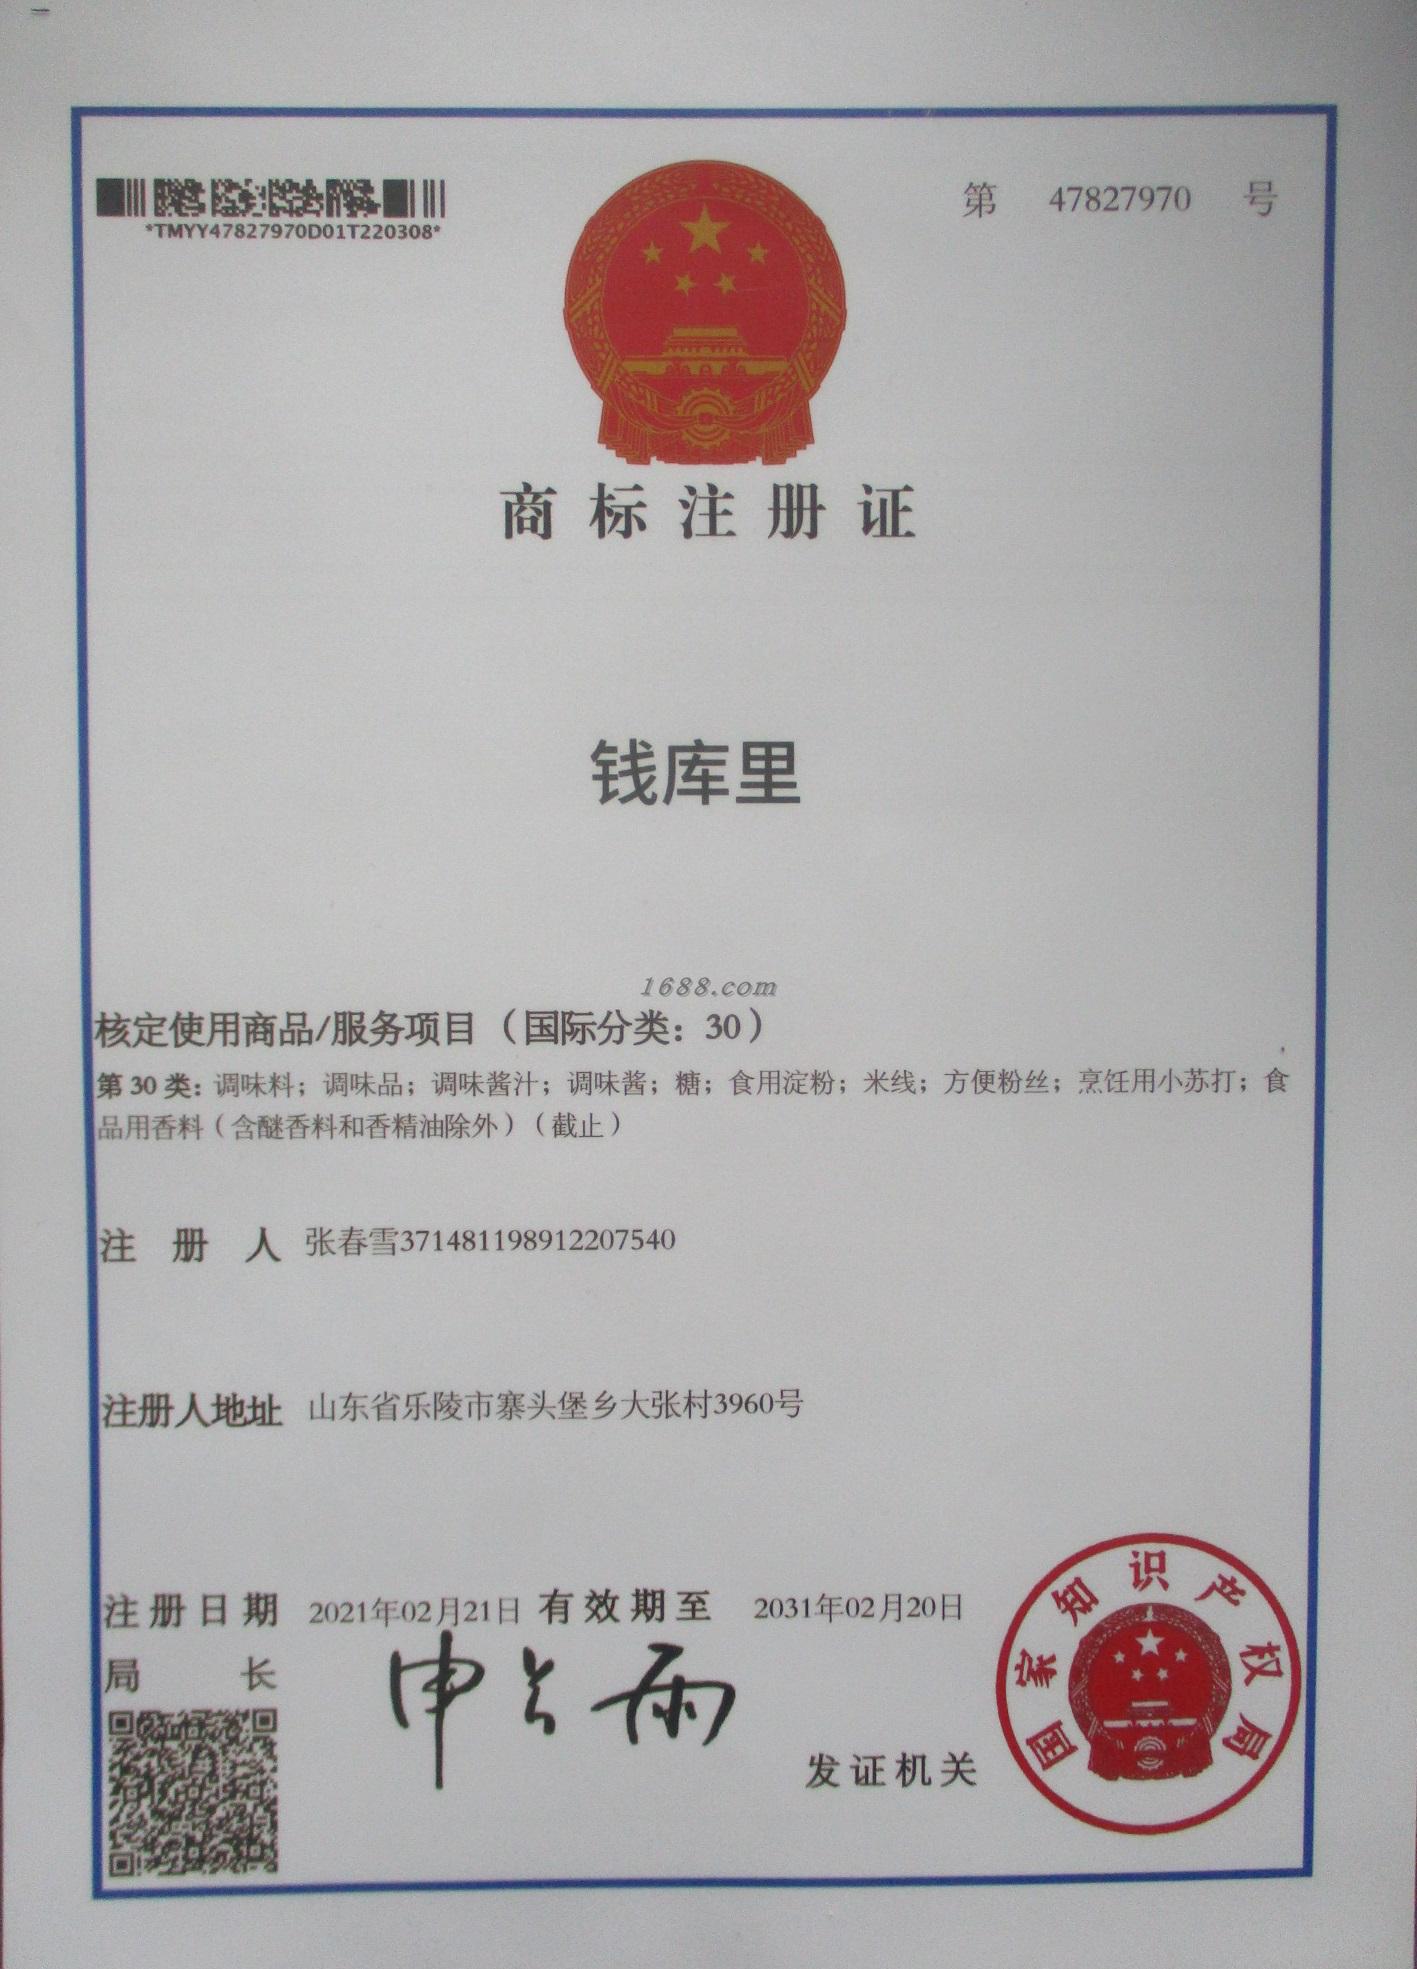 第 47827970 号
*TMYY47827970D01T220308*
商标注册证
钱库里
1688.com
核定使用商品/服务项目（国际分类：30）
第 30 类：调味料；调味品；调味酱汁；调味酱；糖；食用淀粉；米线；方便粉丝；烹饪用小苏打；食
品用香料（含醚香料和香精油除外）（截止）
注册人 张春雪371481198912207540
注册人地址 山东省乐陵市寨头堡乡大张村3960号
注册日期 2021年02月21日 有效期至 2031年02月20日
局长 申长雨
发证机关
国家知识产权局